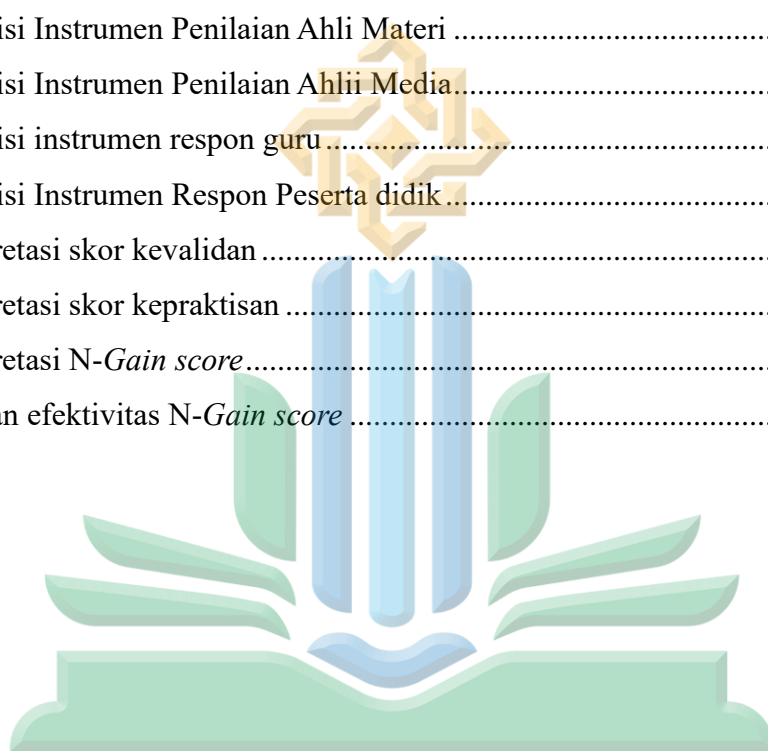 isi Instrumen Penilaian Ahli Materi ........................................
isi Instrumen Penilaian Ahlii Media........................................
isi instrumen respon guru........................................................
isi Instrumen Respon Peserta didik.........................................
retasi skor kevalidan................................................................
retasi skor kepraktisan .............................................................
retasi N-Gain score..................................................................
an efektivitas N-Gain score .....................................................